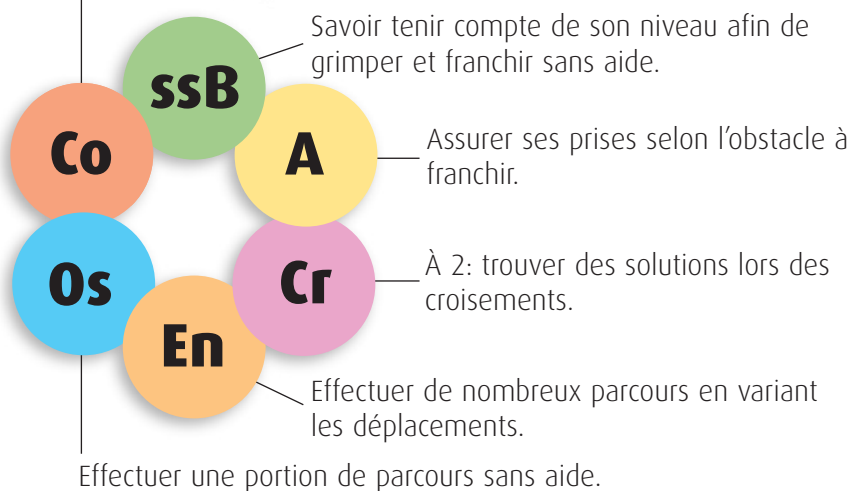 ssB
Savoir tenir compte de son niveau afin de
grimper et franchir sans aide.
Co
A
Assurer ses prises selon l’obstacle à
franchir.
Os
Cr
À 2: trouver des solutions lors des
croisements.
En
Effectuer de nombreux parcours en variant
les déplacements.
Effectuer une portion de parcours sans aide.